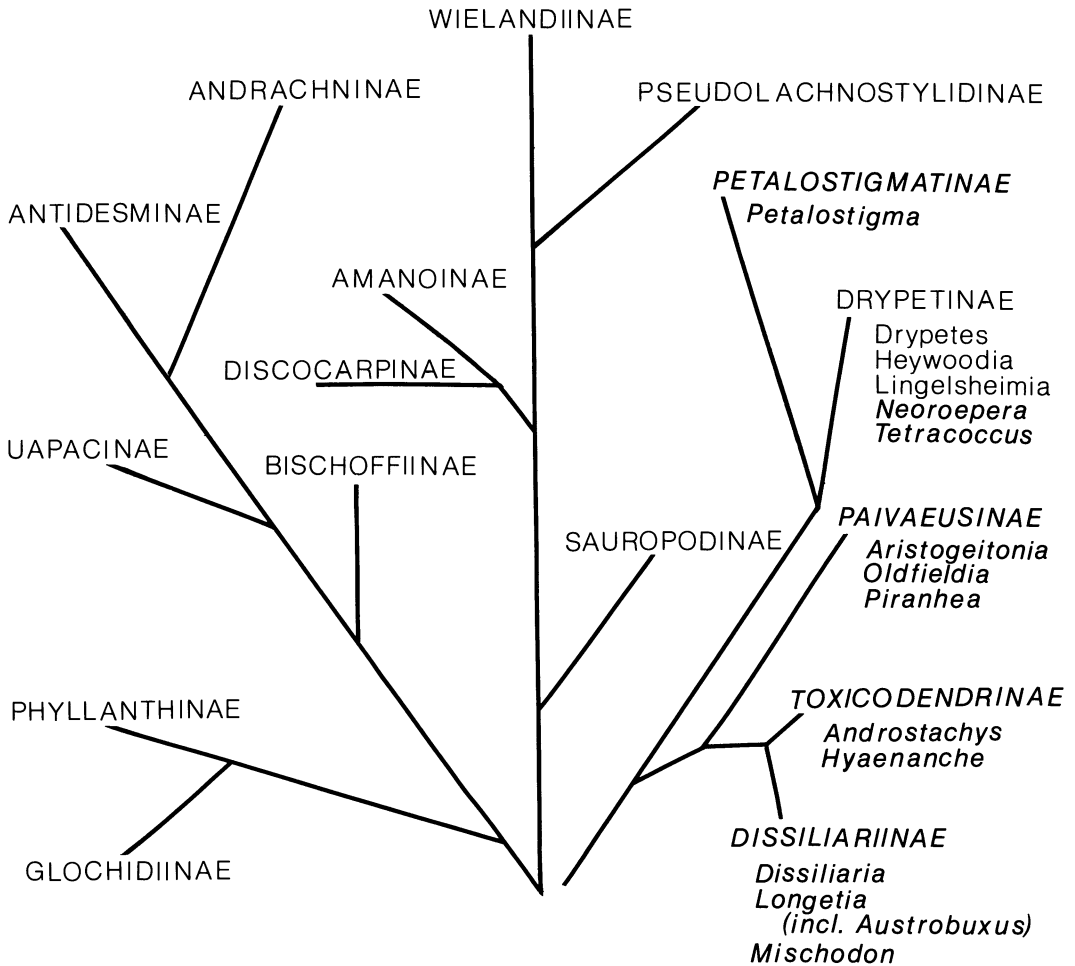 WIELANDIINAE
ANDRACHNINAE
PSEUDOLACHNOSTYLIDINAE
PETALOSTIGMATINAE
Petalostigma
ANTIDESMINAE
AMANOINAE
DRYPETINAE
Drypetes
Heywoodia
Lingelsheimia
Neoroepera
Tetracoccus
DISCOCARPINAE
UAPACINAE
BISCHOFFIINAE
SAUROPODINAE
PAIVAEUSINAE
Aristogeitonia
Oldfieldia
Piranhea
PHYLLANTHINAE
TOXICODENDRINAE
Androstachys
Hyaenanche
GLOCHIDIINAE
DISSILIARIINAE
Dissiliaria
Longetia
(incl. Austrobuxus)
Mischodon